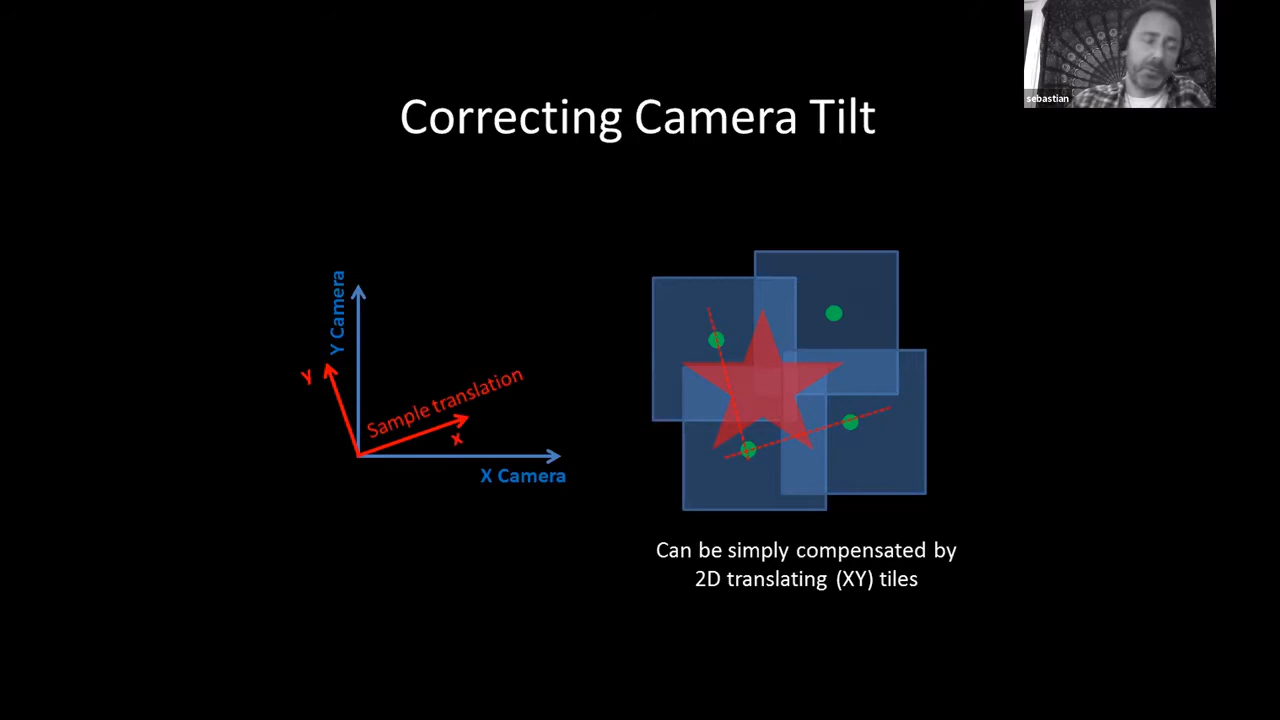 sebastian
Correcting Camera Tilt
Y Camera
y
Sample translation
x
X Camera
Can be simply compensated by
2D translating (XY) tiles